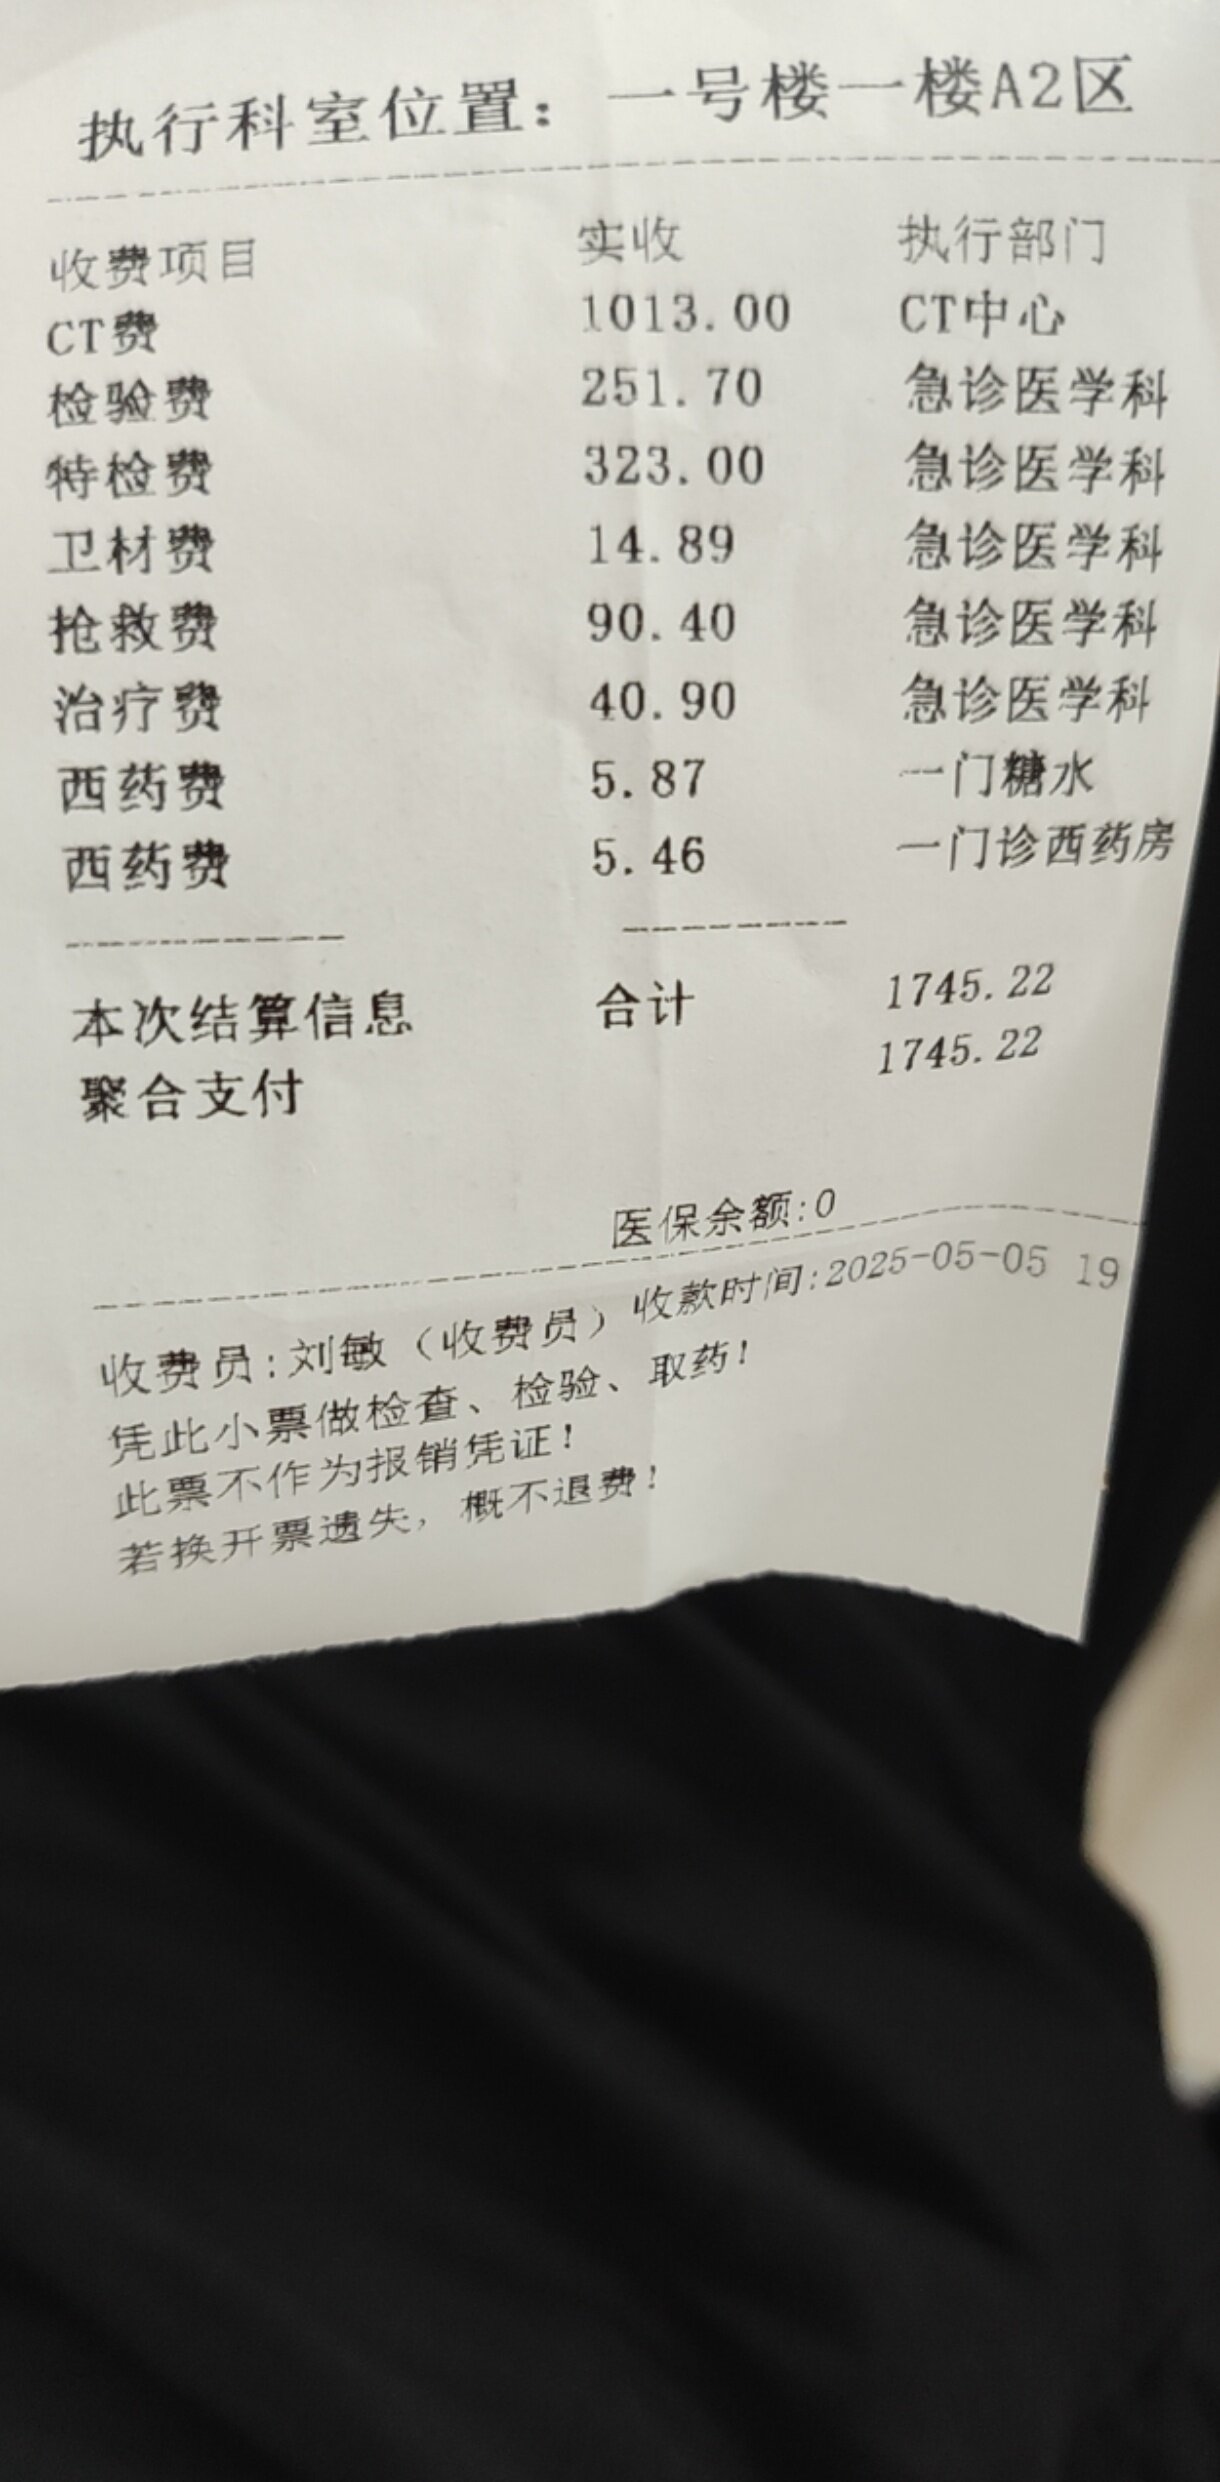 执行科室位置: 一号楼一楼A2区
收费项目 实收 执行部门
CT费 1013.00 CT中心
检验费 251.70 急诊医学科
特检费 323.00 急诊医学科
卫材费 14.89 急诊医学科
抢救费 90.40 急诊医学科
治疗费 40.90 急诊医学科
西药费 5.87 一门糖水
西药费 5.46 一门诊西药房
本次结算信息 合计 1745.22
聚合支付 1745.22
医保余额:0
收费员:刘敏（收费员）收款时间:2025-05-05 19
凭此小票做检查、检验、取药!
此票不作为报销凭证!
若换开票遗失, 概不退费!